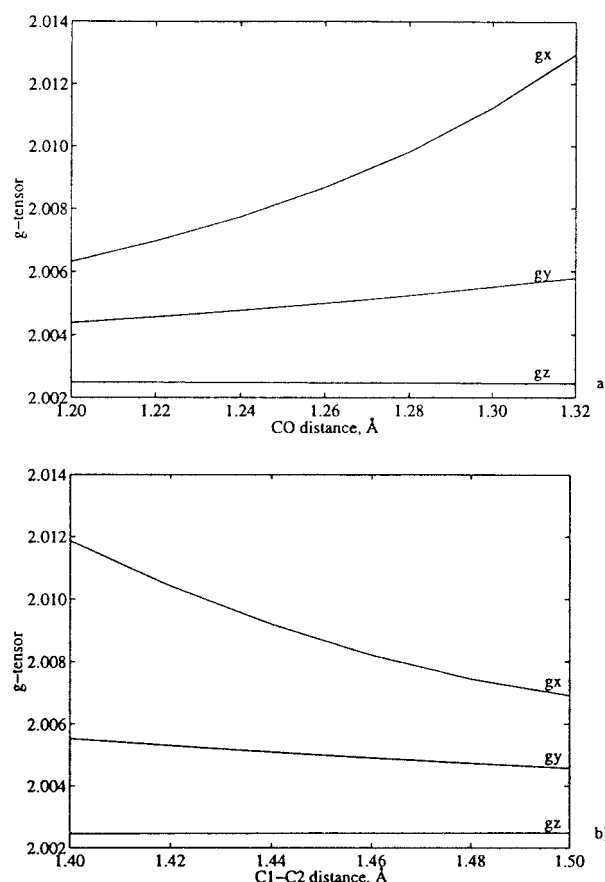 2.014
gx
2.012
2.010
g-tensor
2.008
2.006
gy
2.004
gz
2.002
1.20 1.22 1.24 1.26 1.28 1.30 1.32
CO distance, Å
a
2.014
2.012
2.010
g-tensor
2.008
gx
2.006
gy
2.004
gz
2.002
1.40 1.42 1.44 1.46 1.48 1.50
C1-C2 distance, Å
b)